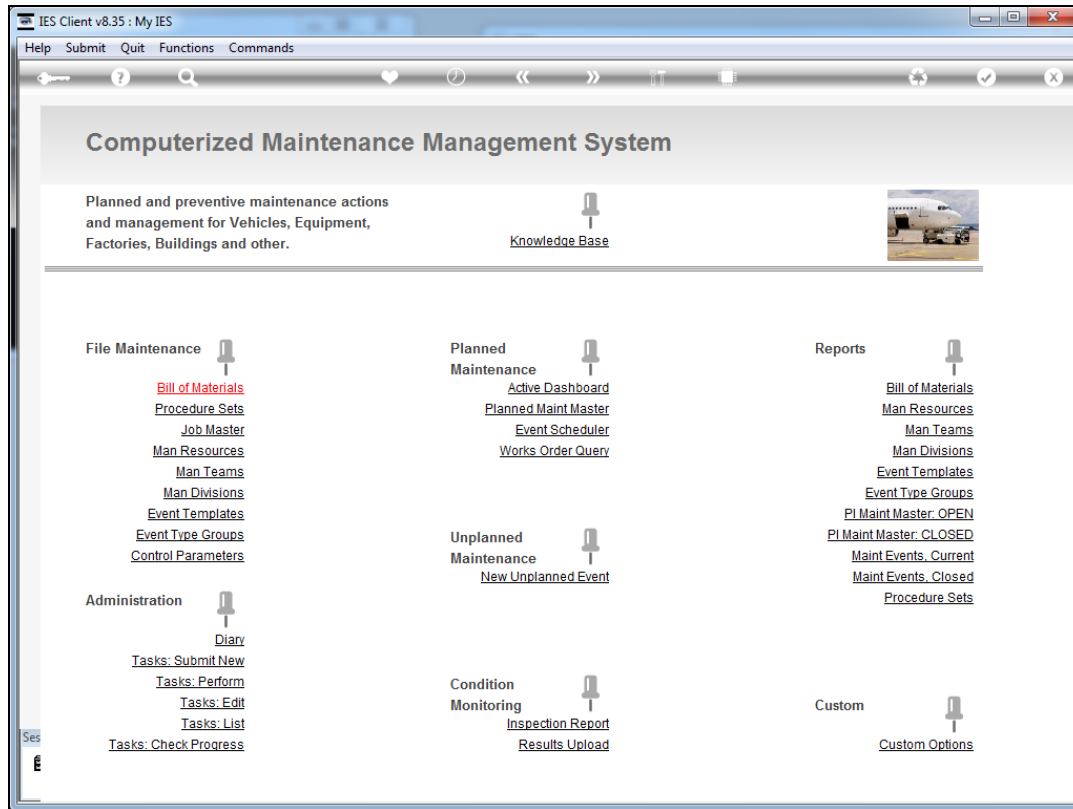 IES Client v8.35 : My IES
Help Submit Quit Functions Commands
Computerized Maintenance Management System
Planned and preventive maintenance actions
and management for Vehicles, Equipment,
Factories, Buildings and other.
Knowledge Base
File Maintenance
Bill of Materials
Procedure Sets
Job Master
Man Resources
Man Teams
Man Divisions
Event Templates
Event Type Groups
Control Parameters
Administration
Diary
Tasks: Submit New
Tasks: Perform
Tasks: Edit
Tasks: List
Tasks: Check Progress
Planned
Maintenance
Active Dashboard
Planned Maint Master
Event Scheduler
Works Order Query
Unplanned
Maintenance
New Unplanned Event
Condition
Monitoring
Inspection Report
Results Upload
Reports
Bill of Materials
Man Resources
Man Teams
Man Divisions
Event Templates
Event Type Groups
Pl Maint Master: OPEN
Pl Maint Master: CLOSED
Maint Events, Current
Maint Events, Closed
Procedure Sets
Custom
Custom Options
Ses